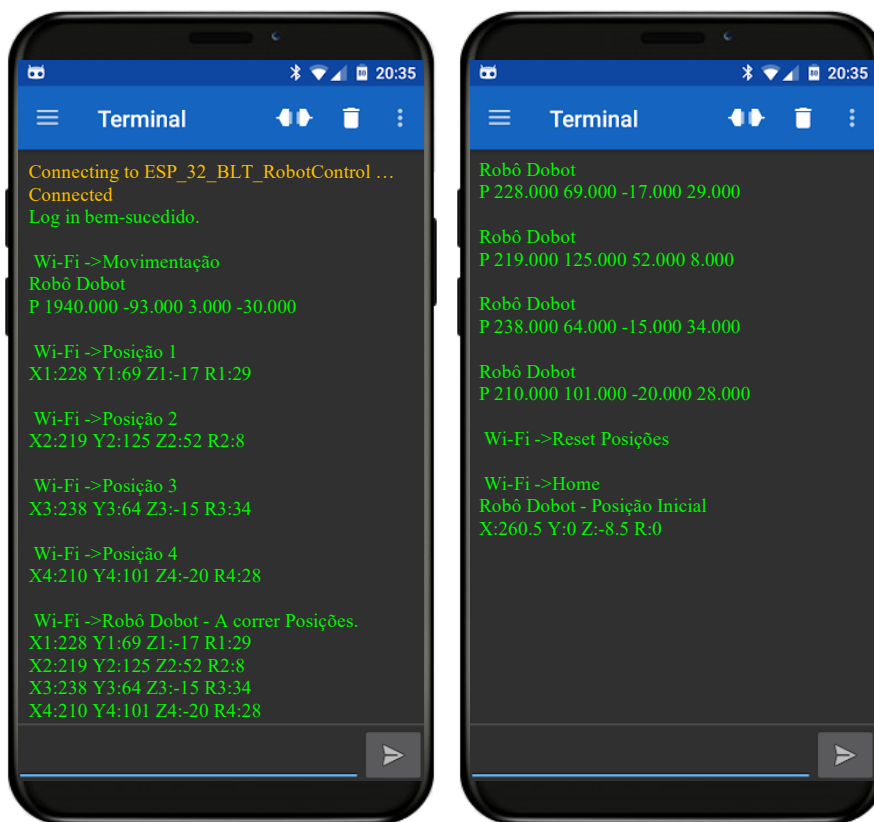 20:35
Terminal
Connecting to ESP_32_BLT_RobotControl …
Connected
Log in bem-sucedido.
Wi-Fi ->Movimentação
Robô Dobot
P 1940.000 -93.000 3.000 -30.000
Wi-Fi ->Posição 1
X1:228 Y1:69 Z1:-17 R1:29
Wi-Fi ->Posição 2
X2:219 Y2:125 Z2:52 R2:8
Wi-Fi ->Posição 3
X3:238 Y3:64 Z3:-15 R3:34
Wi-Fi ->Posição 4
X4:210 Y4:101 Z4:-20 R4:28
Wi-Fi ->Robô Dobot - A correr Posições.
X1:228 Y1:69 Z1:-17 R1:29
X2:219 Y2:125 Z2:52 R2:8
X3:238 Y3:64 Z3:-15 R3:34
X4:210 Y4:101 Z4:-20 R4:28
20:35
Terminal
Robô Dobot
P 228.000 69.000 -17.000 29.000
Robô Dobot
P 219.000 125.000 52.000 8.000
Robô Dobot
P 238.000 64.000 -15.000 34.000
Robô Dobot
P 210.000 101.000 -20.000 28.000
Wi-Fi ->Reset Posições
Wi-Fi ->Home
Robô Dobot - Posição Inicial
X:260.5 Y:0 Z:-8.5 R:0